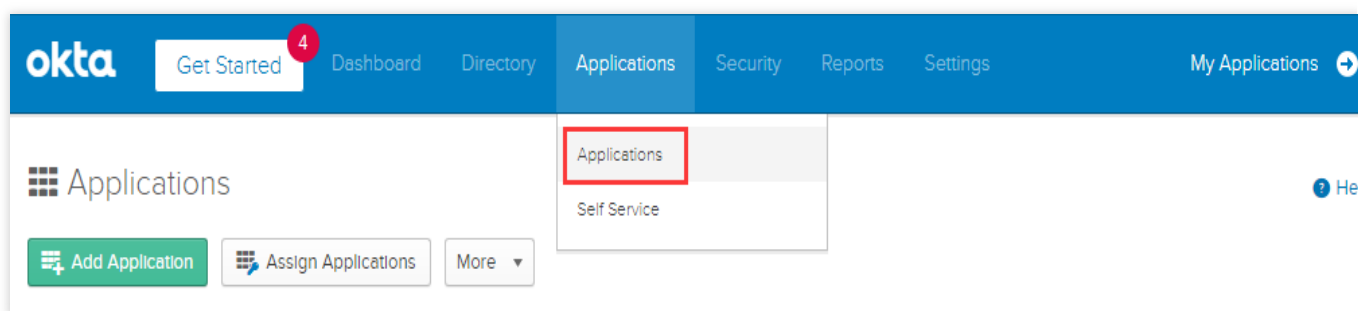 okta Get Started 4 Dashboard Directory Applications Security Reports Settings My Applications
Applications
Applications
He
Self Service
Add Application Assign Applications More